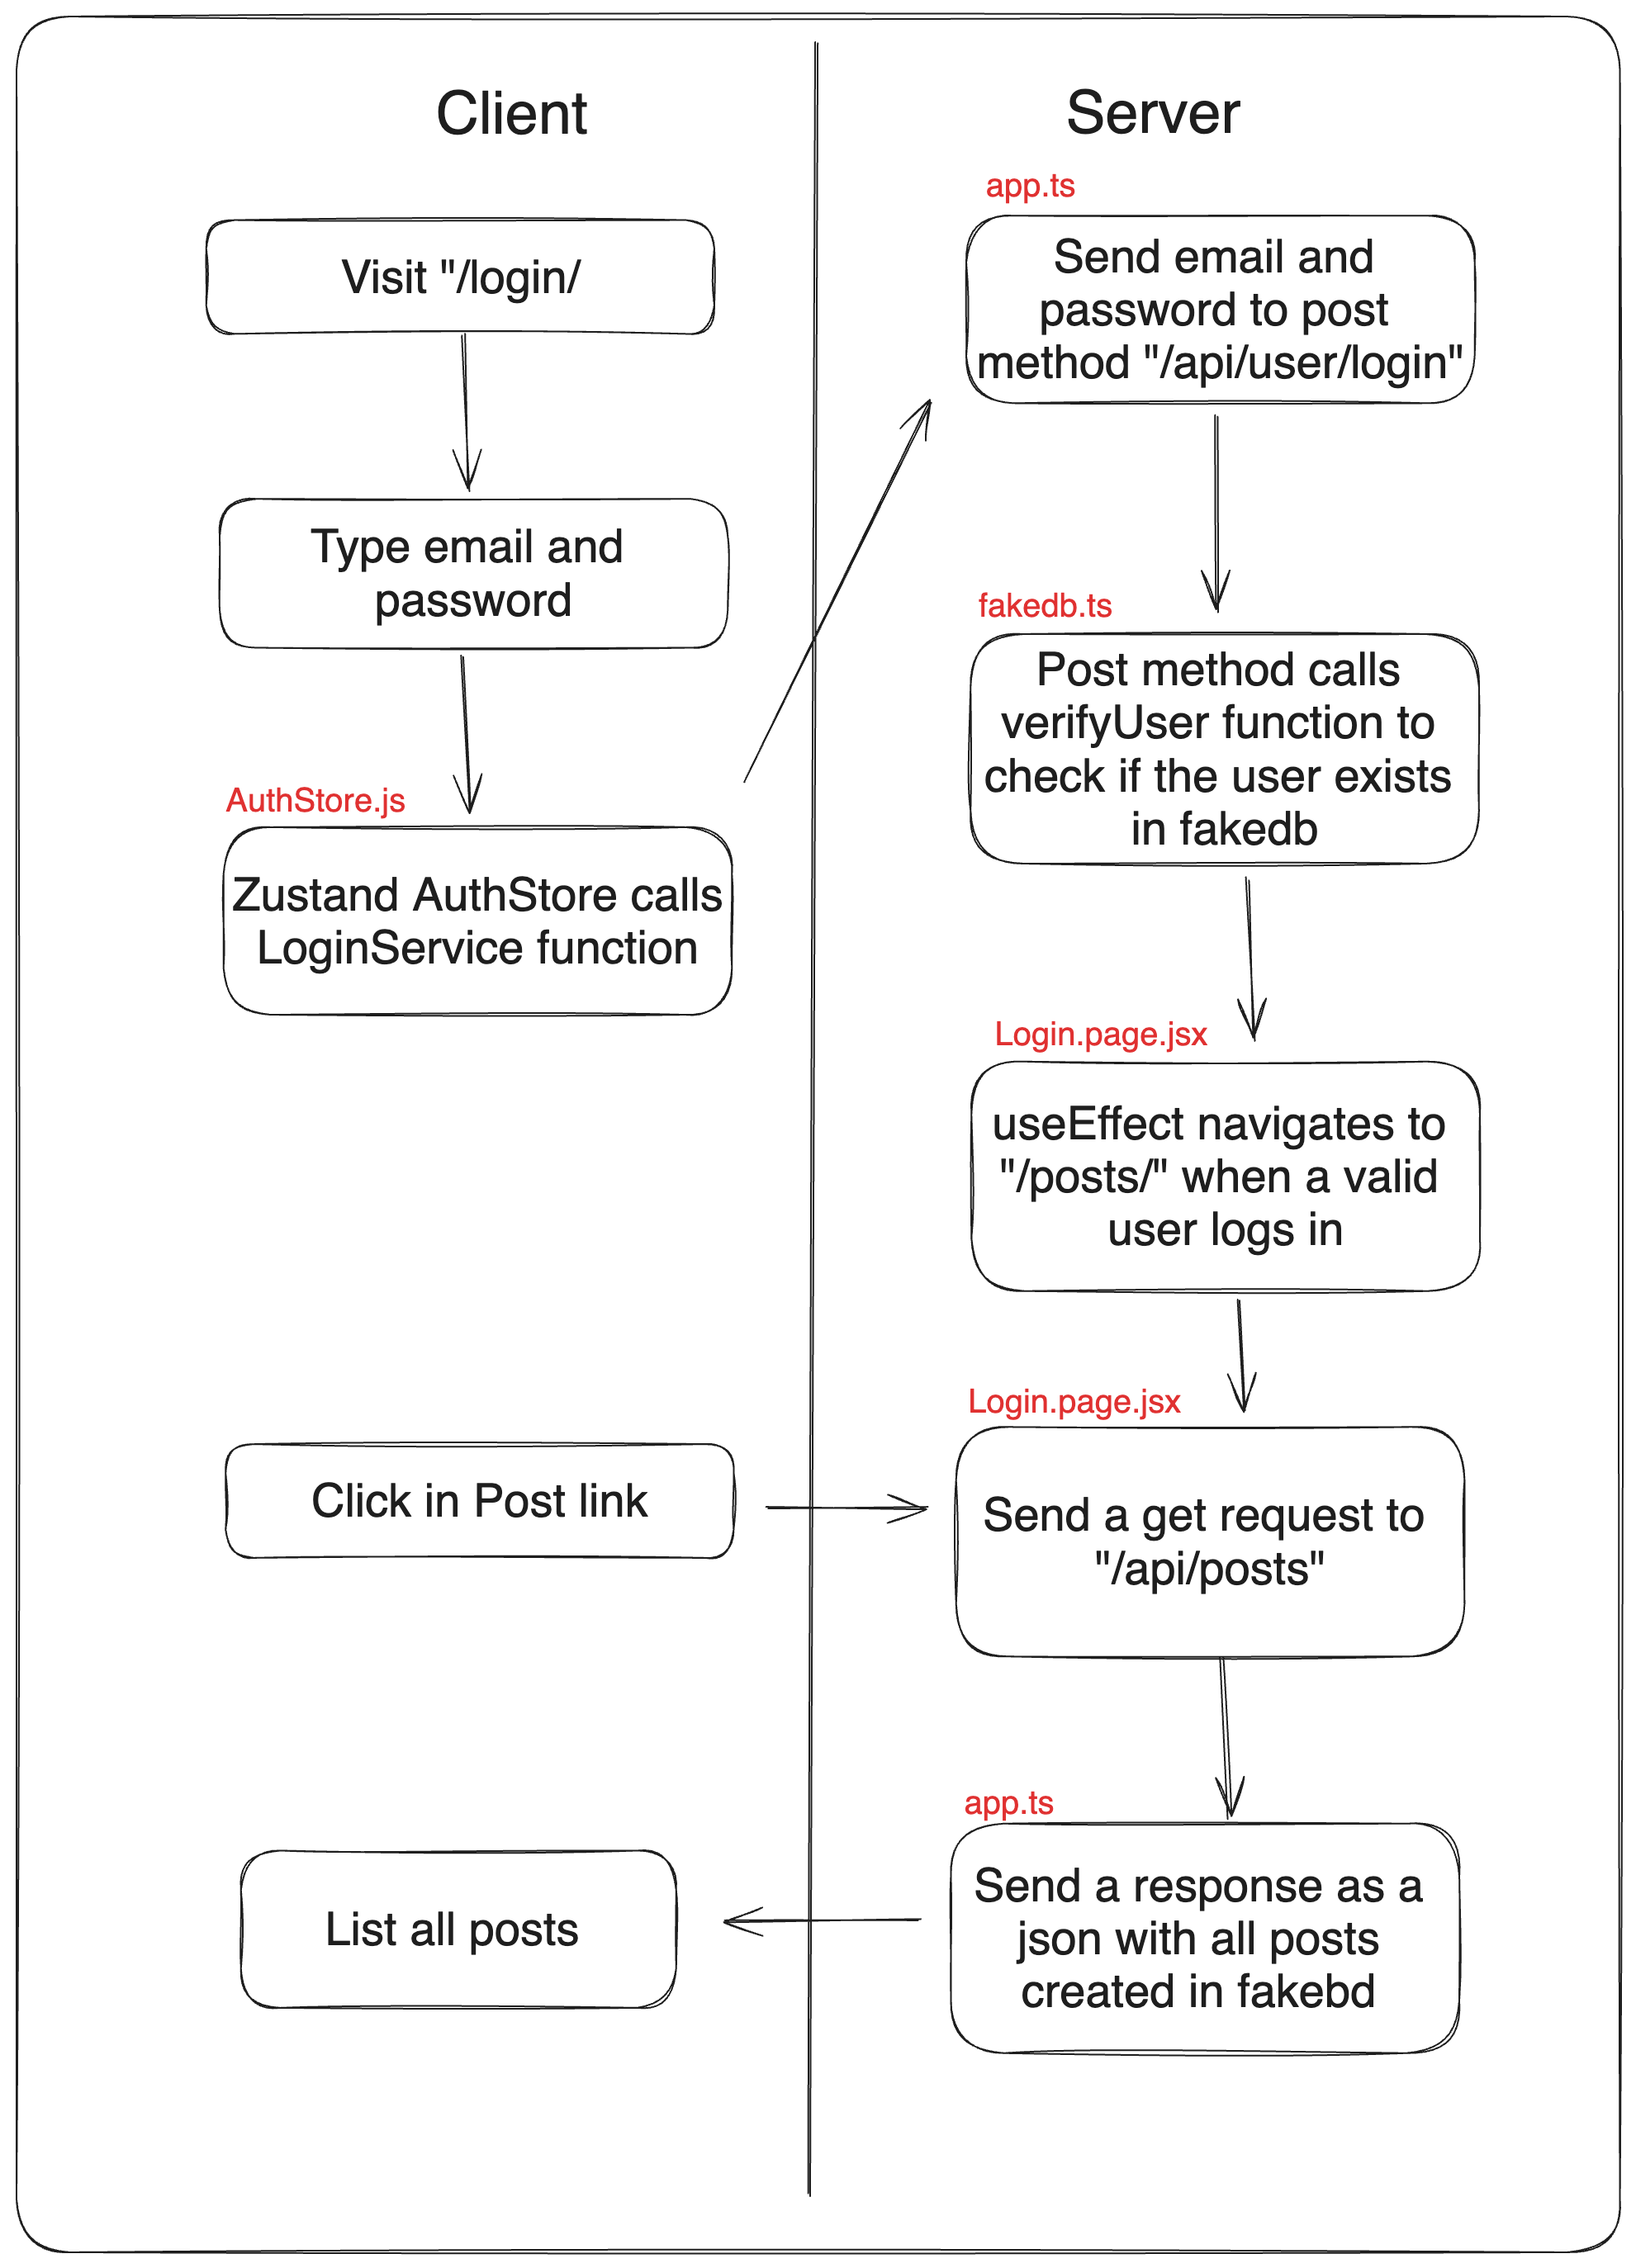 Client
Visit "/login/
Type email and
password
AuthStore.js
Zustand AuthStore calls
LoginService function
Click in Post link
List all posts
Server
app.ts
Send email and
password to post
method "/api/user/login"
fakedb.ts
Post method calls
verifyUser function to
check if the user exists
in fakedb
Login.page.jsx
useEffect navigates to
"/posts/" when a valid
user logs in
Login.page.jsx
Send a get request to
"/api/posts"
app.ts
Send a response as a
json with all posts
created in fakebd